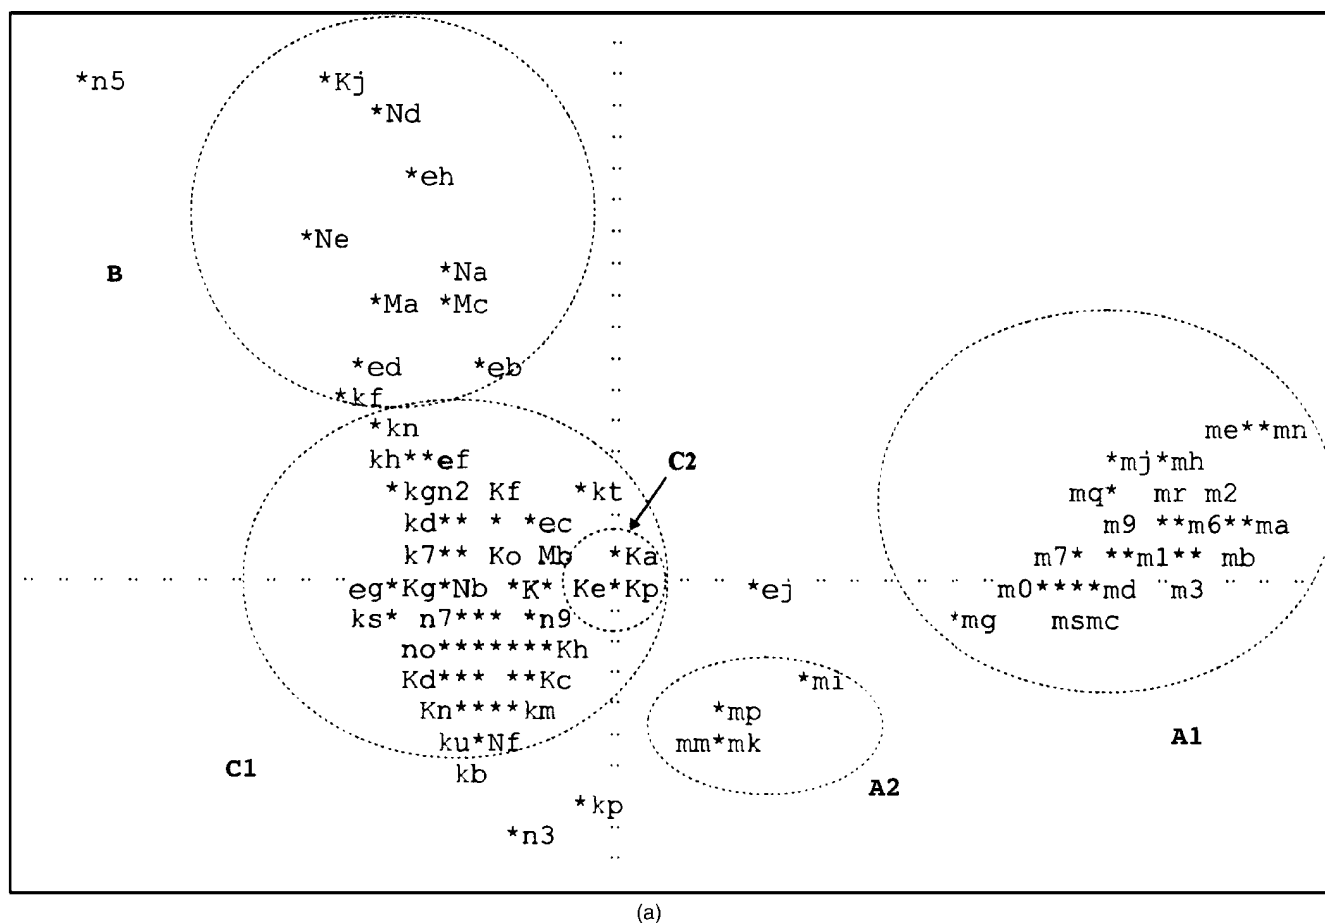 *n5 *Kj
*Nd
*eh
*Ne
B *Na
*Ma *Mc
*ed *eb
*kf
*kn me**mn
kh**ef C2 *mj*mh
*kgn2 Kf *kt mq* mr m2
kd** * *ec m9 **m6**ma
k7** Ko Mb *Ka m7* **m1** mb
eg*Kg*Nb *K* Ke*Kp *ej m0****md m3
ks* n7*** *n9 *mg msmc
no*******Kh
Kd*** **Kc *mi
Kn****km *mp
ku*Nf mm*mk A1
C1 kb A2
*kp
*n3
(a)